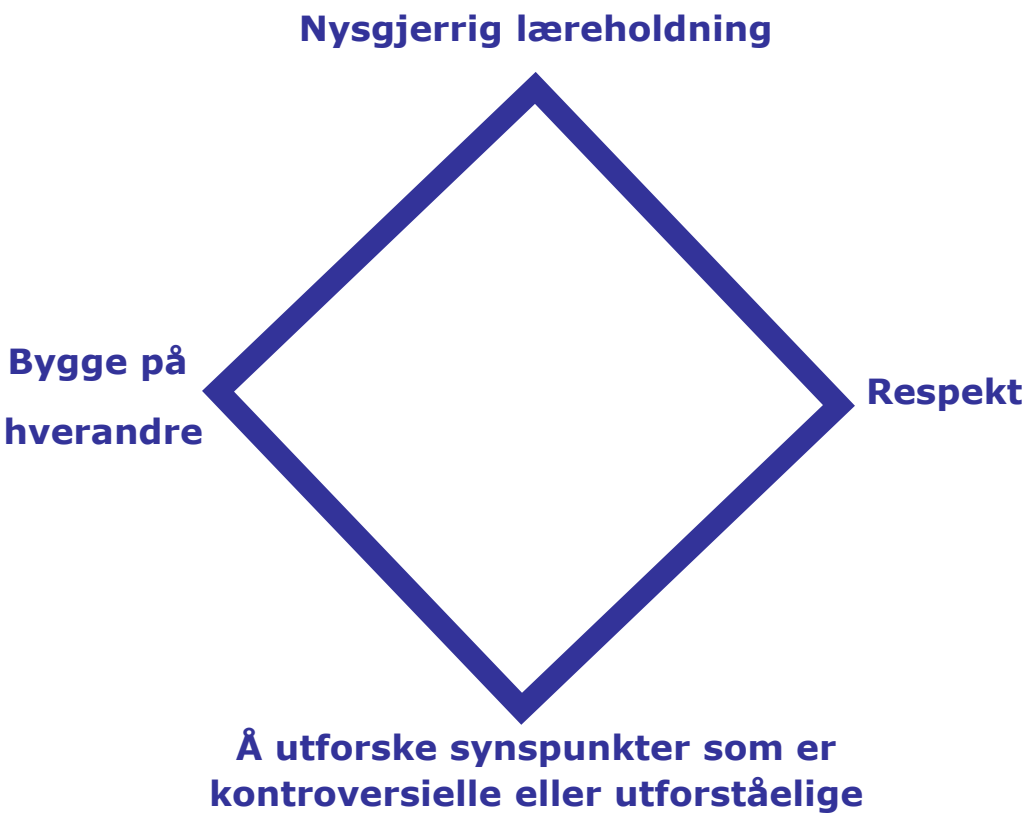 Nysgjerrig læreholdning
Bygge på
hverandre
Respekt
Å utforske synspunkter som er
kontroversielle eller utforståelige